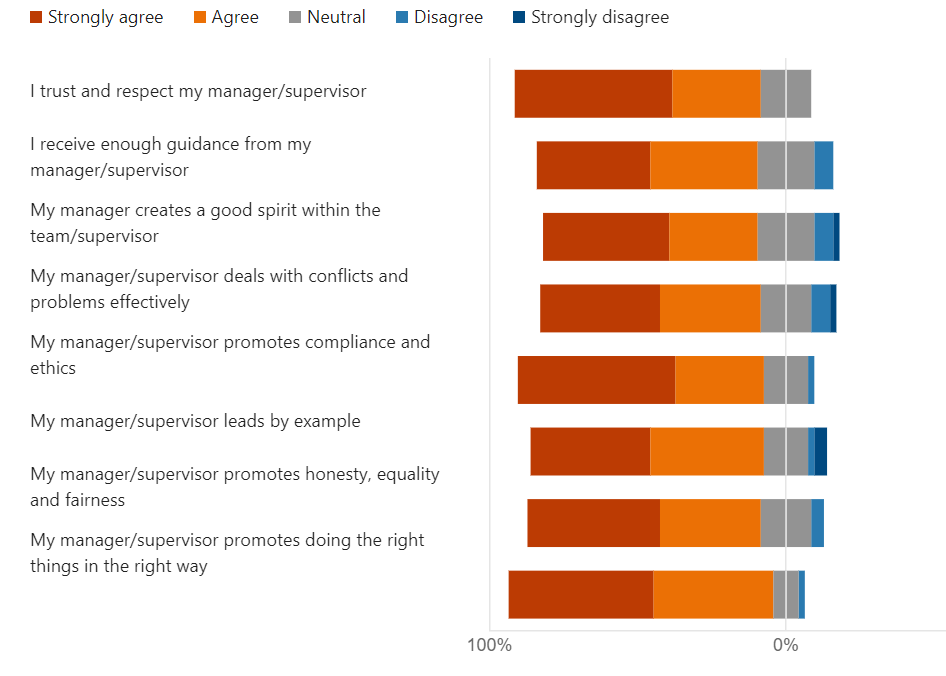 Strongly agree Agree Neutral Disagree Strongly disagree
I trust and respect my manager/supervisor
I receive enough guidance from my
manager/supervisor
My manager creates a good spirit within the
team/supervisor
My manager/supervisor deals with conflicts and
problems effectively
My manager/supervisor promotes compliance and
ethics
My manager/supervisor leads by example
My manager/supervisor promotes honesty, equality
and fairness
My manager/supervisor promotes doing the right
things in the right way
100% 0%